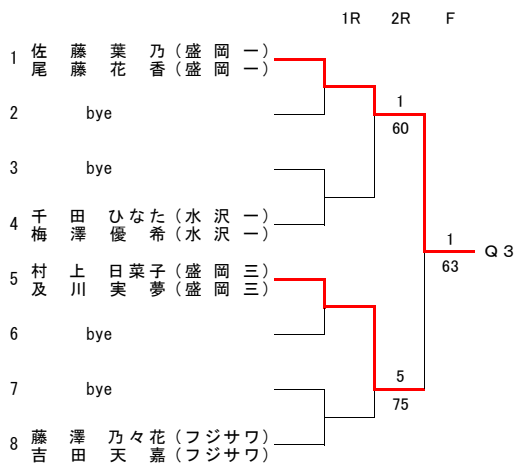 1R 2R F
1 佐藤葉乃(盛岡一)
尾藤花香(盛岡一)
1
2 bye
60
3 bye
4 千田ひなた(水沢一)
梅澤優希(水沢一)
1
Q3
63
5 村上日菜子(盛岡三)
及川実夢(盛岡三)
6 bye
5
7 bye
75
8 藤澤乃々花(フジサワ)
吉田天嘉(フジサワ)